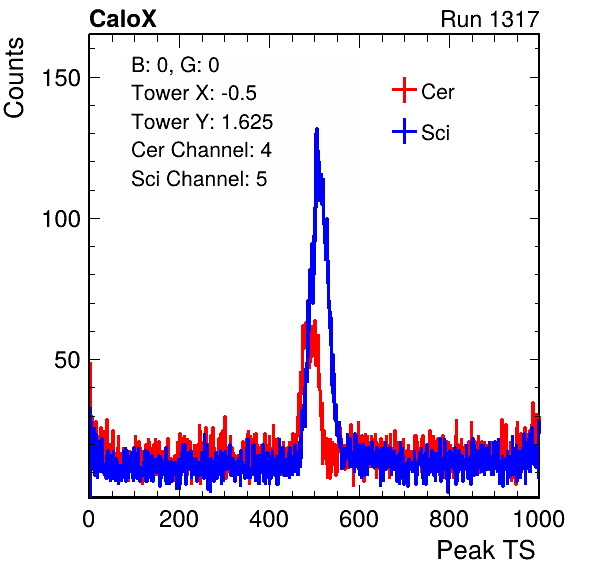 CaloX Run 1317
Counts
B: 0, G: 0
Tower X: -0.5
Tower Y: 1.625
Cer Channel: 4
Sci Channel: 5
Cer
Sci
150
100
50
0 200 400 600 800 1000
Peak TS